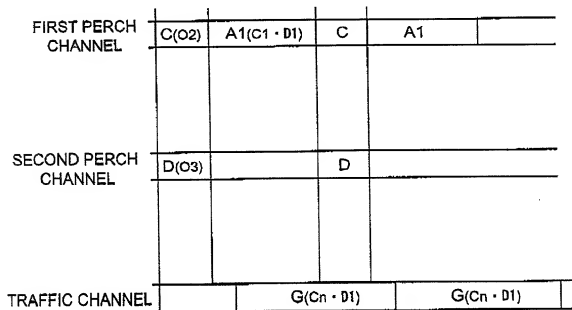 FIRST PERCH
CHANNEL
C(O2) A1(C1・D1) C A1
SECOND PERCH
CHANNEL
D(O3) D
TRAFFIC CHANNEL G(Cn・D1) G(Cn・D1)